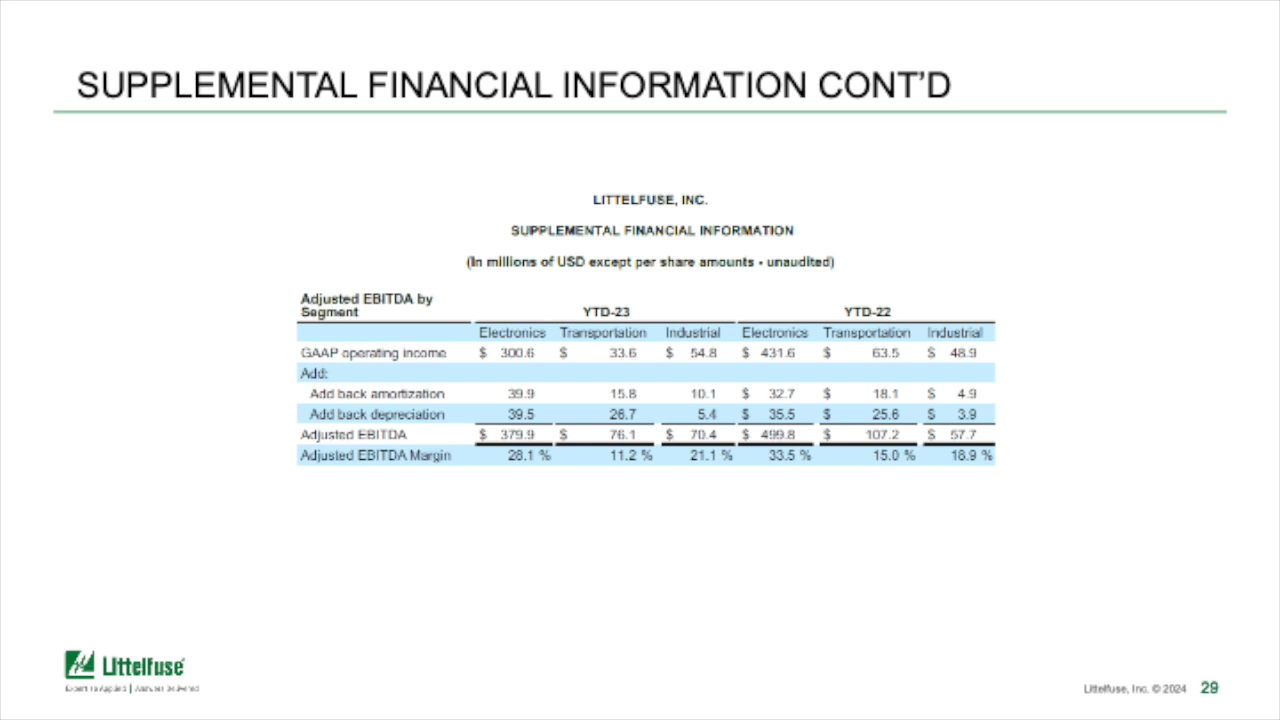 SUPPLEMENTAL FINANCIAL INFORMATION CONT’D
LITTELFUSE, INC.
SUPPLEMENTAL FINANCIAL INFORMATION
(In millions of USD except per share amounts - unaudited)
Adjusted EBITDA by
Segment YTD-23 YTD-22
Electronics Transportation Industrial Electronics Transportation Industrial
GAAP operating income $ 300.6 $ 33.6 $ 54.8 $ 431.6 $ 63.5 $ 48.9
Add:
Add back amortization 39.9 15.8 10.1 $ 32.7 $ 18.1 $ 4.9
Add back depreciation 39.5 26.7 5.4 $ 35.5 $ 25.6 $ 3.9
Adjusted EBITDA $ 379.9 $ 76.1 $ 70.4 $ 499.8 $ 107.2 $ 57.7
Adjusted EBITDA Margin 28.1 % 11.2 % 21.1 % 33.5 % 15.0 % 18.9 %
Littelfuse
Littelfuse, Inc. © 2024 29